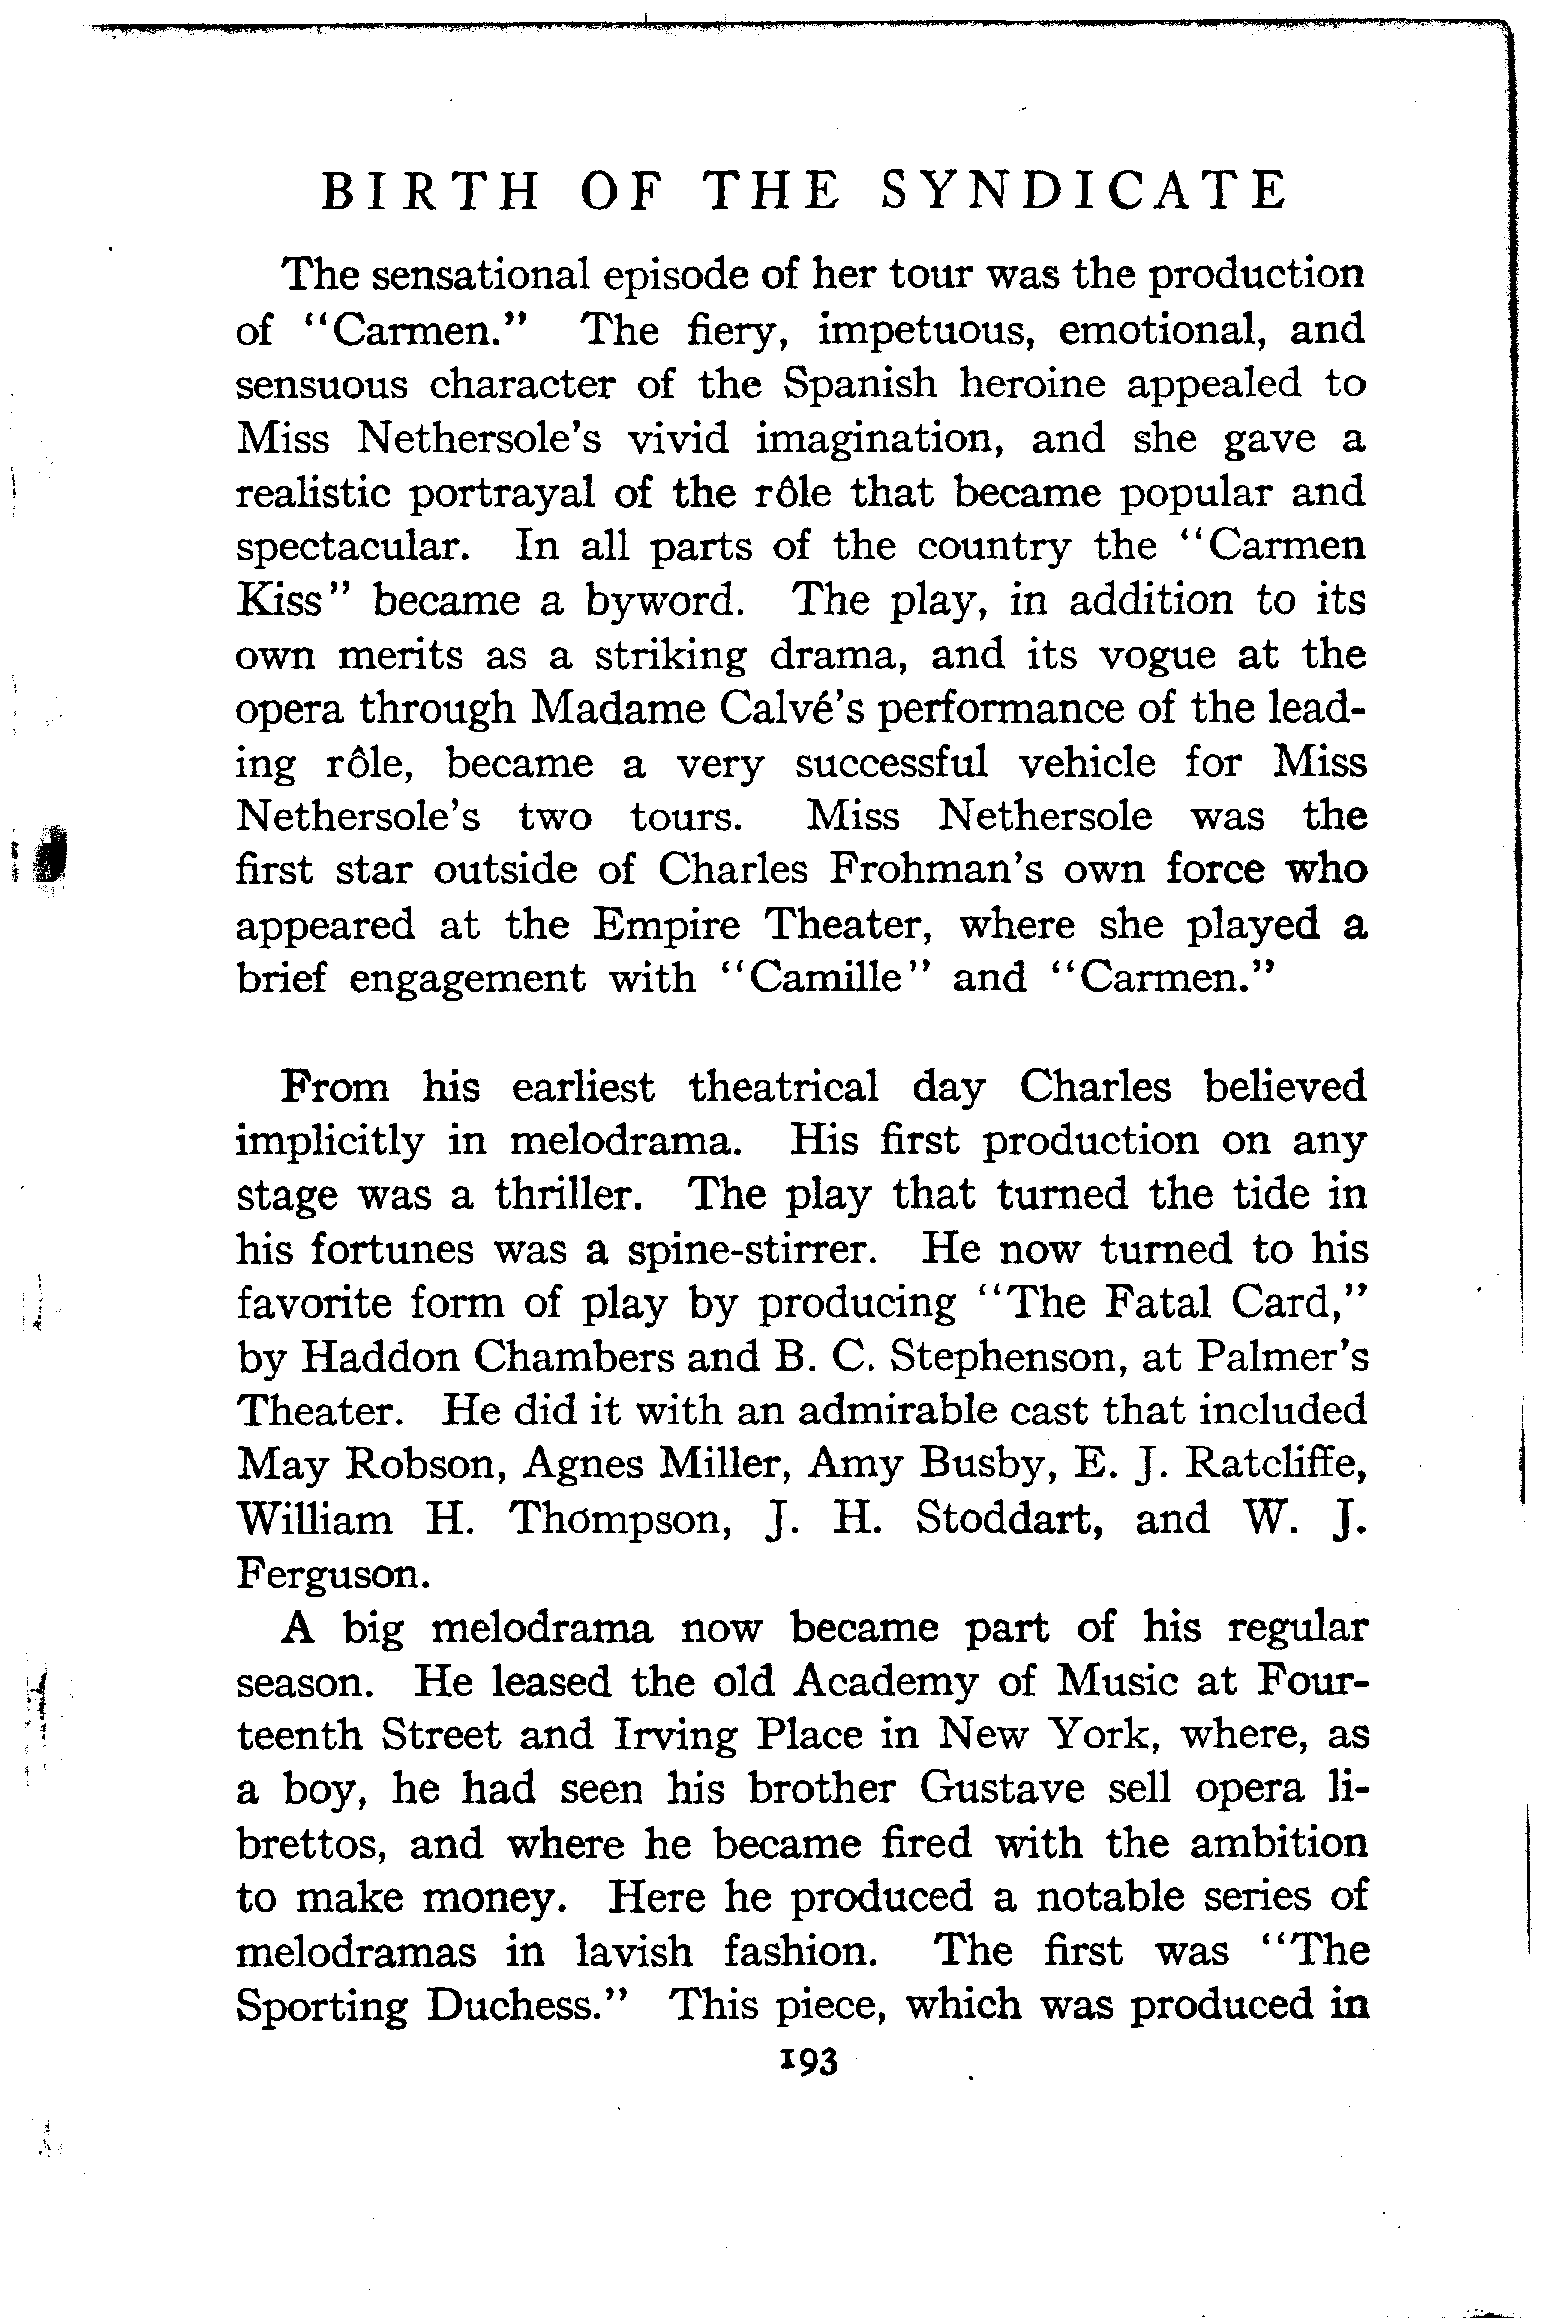 BIRTH OF THE SYNDICATE
The sensational episode of her tour was the production
of "Carmen." The fiery, impetuous, emotional, and
sensuous character of the Spanish heroine appealed to
Miss Nethersole's vivid imagination, and she gave a
realistic portrayal of the rôle that became popular and
spectacular. In all parts of the country the "Carmen
Kiss" became a byword. The play, in addition to its
own merits as a striking drama, and its vogue at the
opera through Madame Calvé's performance of the lead-
ing rôle, became a very successful vehicle for Miss
Nethersole's two tours. Miss Nethersole was the
first star outside of Charles Frohman's own force who
appeared at the Empire Theater, where she played a
brief engagement with "Camille" and "Carmen."
From his earliest theatrical day Charles believed
implicitly in melodrama. His first production on any
stage was a thriller. The play that turned the tide in
his fortunes was a spine-stirrer. He now turned to his
favorite form of play by producing "The Fatal Card,"
by Haddon Chambers and B. C. Stephenson, at Palmer's
Theater. He did it with an admirable cast that included
May Robson, Agnes Miller, Amy Busby, E. J. Ratcliffe,
William H. Thompson, J. H. Stoddart, and W. J.
Ferguson.
A big melodrama now became part of his regular
season. He leased the old Academy of Music at Four-
teenth Street and Irving Place in New York, where, as
a boy, he had seen his brother Gustave sell opera li-
brettos, and where he became fired with the ambition
to make money. Here he produced a notable series of
melodramas in lavish fashion. The first was "The
Sporting Duchess." This piece, which was produced in
193